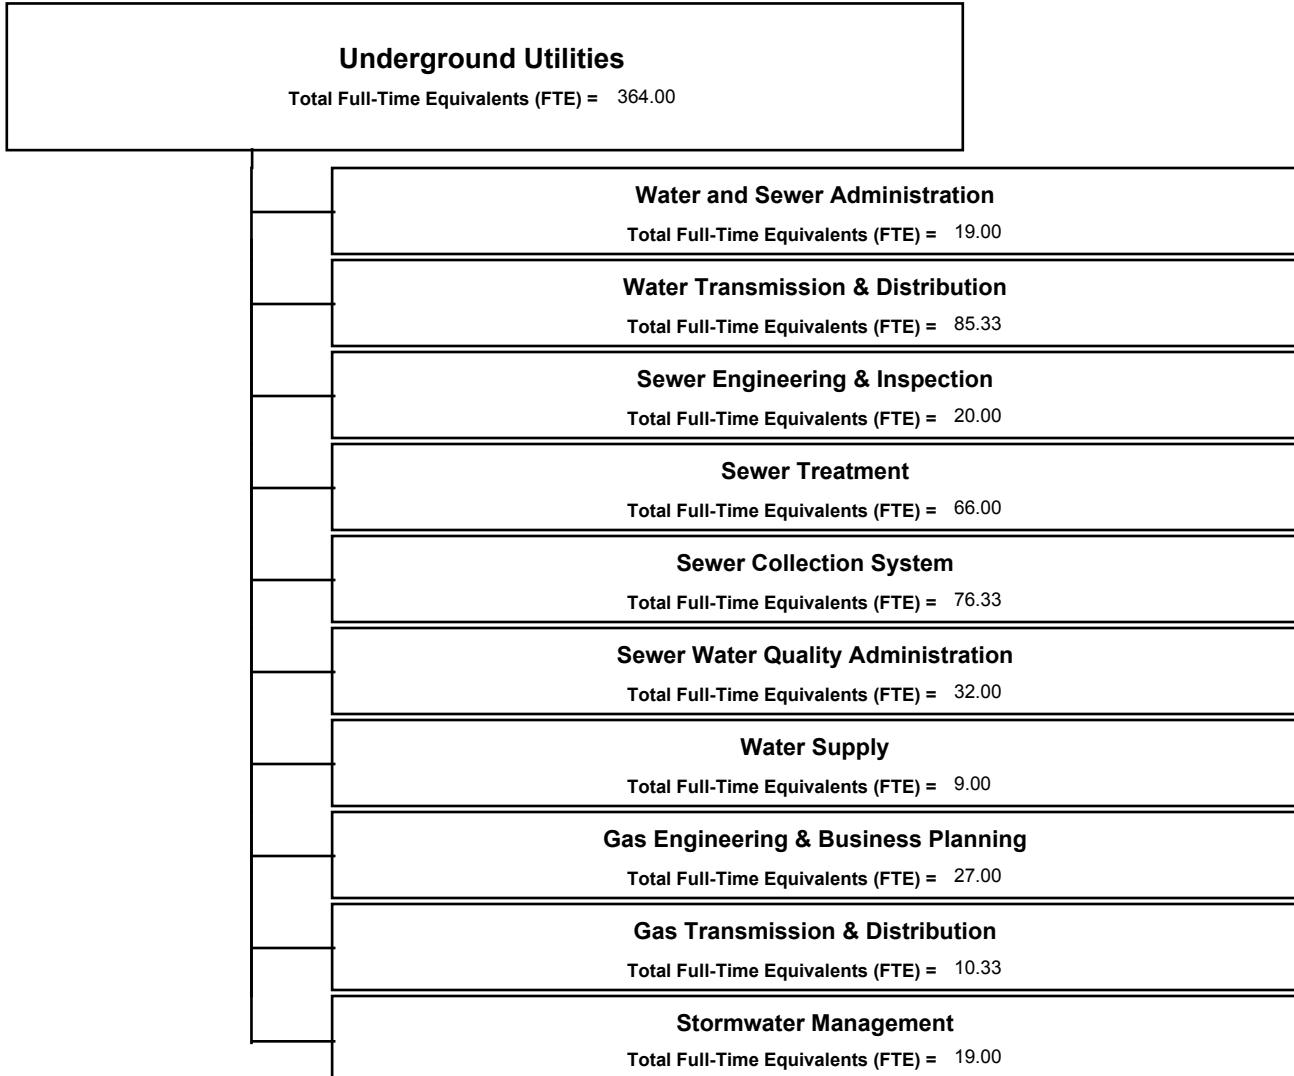 Underground Utilities
Total Full-Time Equivalents (FTE) = 364.00
Water and Sewer Administration
Total Full-Time Equivalents (FTE) = 19.00
Water Transmission & Distribution
Total Full-Time Equivalents (FTE) = 85.33
Sewer Engineering & Inspection
Total Full-Time Equivalents (FTE) = 20.00
Sewer Treatment
Total Full-Time Equivalents (FTE) = 66.00
Sewer Collection System
Total Full-Time Equivalents (FTE) = 76.33
Sewer Water Quality Administration
Total Full-Time Equivalents (FTE) = 32.00
Water Supply
Total Full-Time Equivalents (FTE) = 9.00
Gas Engineering & Business Planning
Total Full-Time Equivalents (FTE) = 27.00
Gas Transmission & Distribution
Total Full-Time Equivalents (FTE) = 10.33
Stormwater Management
Total Full-Time Equivalents (FTE) = 19.00